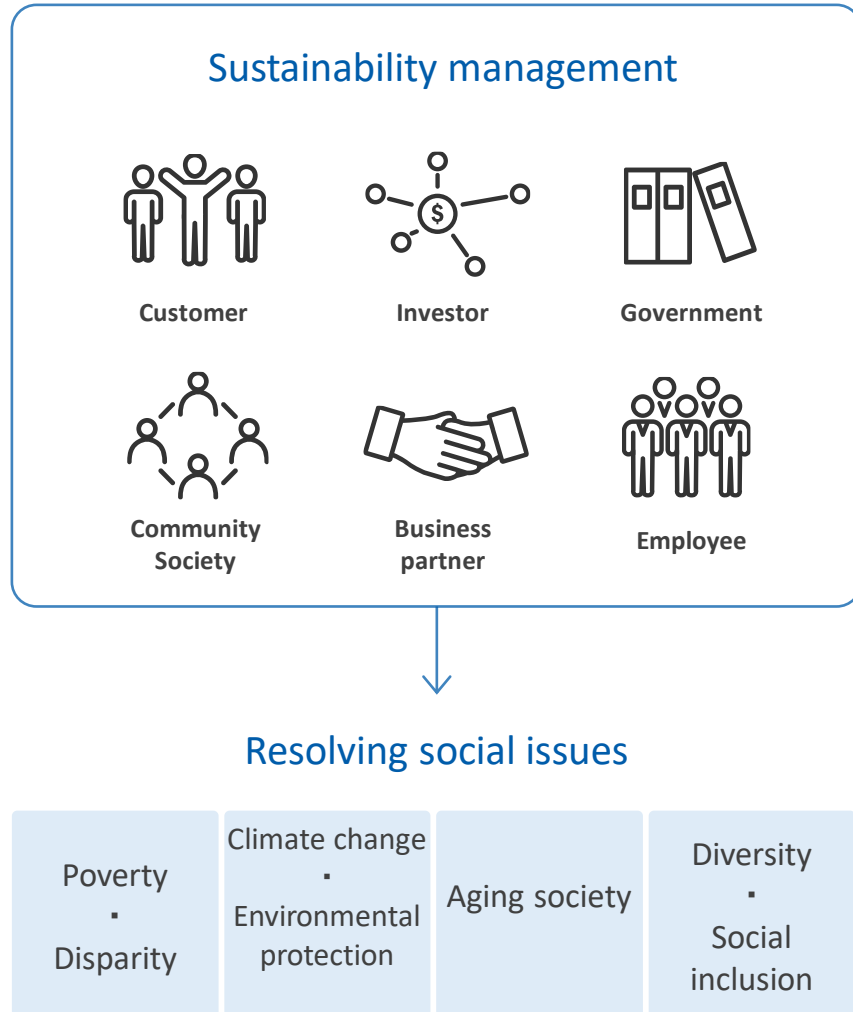 Sustainability management
$
Customer
Investor
Government
Community
Society
Business
partner
Employee
Resolving social issues
Poverty
▪
Disparity
Climate change
▪
Environmental
protection
Aging society
Diversity
▪
Social
inclusion